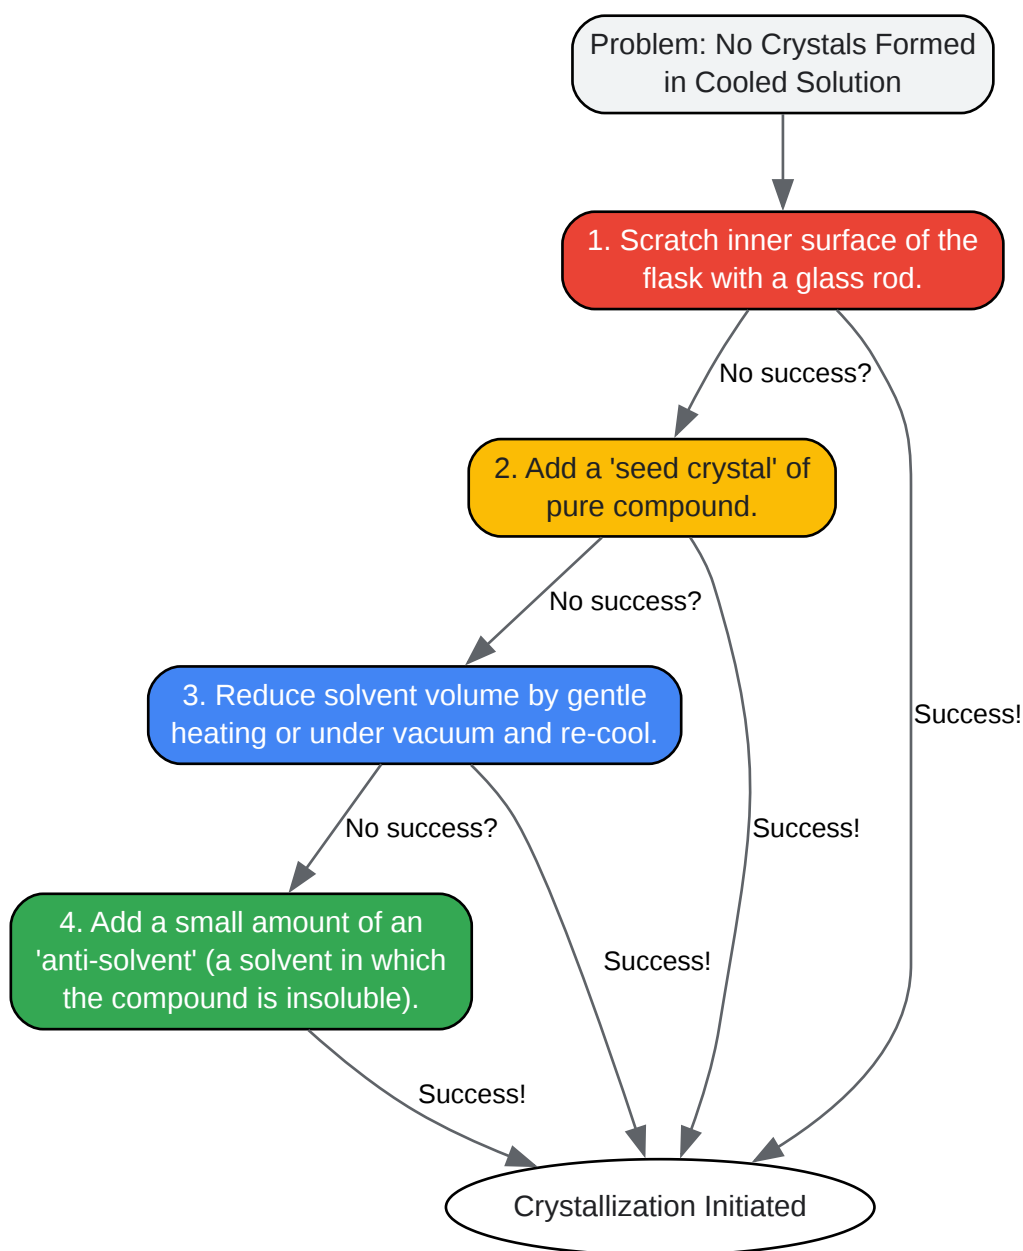 Problem: No Crystals Formed
in Cooled Solution
1. Scratch inner surface of the
flask with a glass rod.
No success?
2. Add a 'seed crystal' of
pure compound.
No success?
3. Reduce solvent volume by gentle
heating or under vacuum and re-cool.
Success!
No success?
Success!
4. Add a small amount of an
'anti-solvent' (a solvent in which
the compound is insoluble).
Success!
Success!
Crystallization Initiated